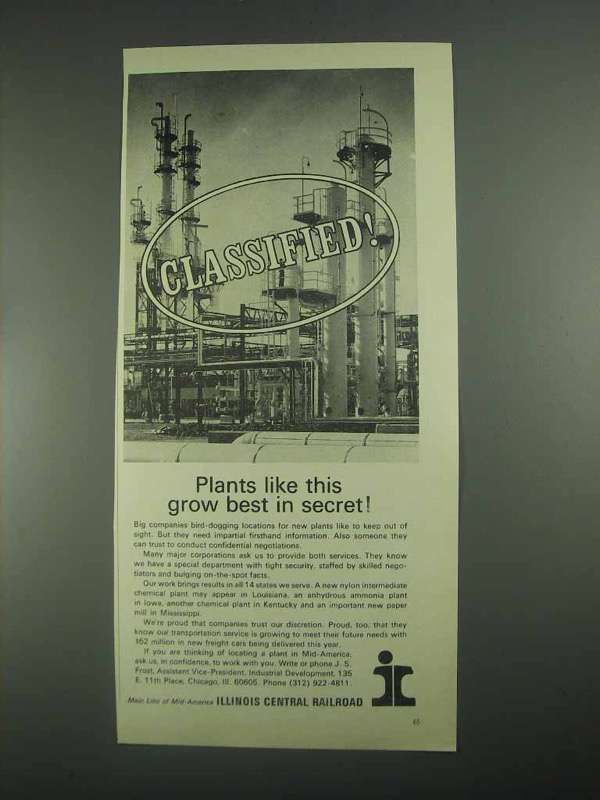 CLASSIFIED!
Plants like this
grow best in secret!
Big companies bird-dogging locations for new plants like to keep out of
sight. But they need impartial firsthand information. Also someone they
can trust to conduct confidential negotiations.
Many major corporations ask us to provide both services. They know
we have a special department with tight security, staffed by skilled nego-
tiators and bulging on-the-spot facts.
Our work brings results in all 14 states we serve. A new nylon intermediate
chemical plant may appear in Louisiana, an anhydrous ammonia plant
in Iowa, another chemical plant in Kentucky and an important new paper
mill in Mississippi.
We're proud that companies trust our discretion. Proud, too, that they
know our transportation service is growing to meet their future needs with
$62 million in new freight cars being delivered this year.
If you are thinking of locating a plant in Mid-America,
ask us, in confidence, to work with you. Write or phone J. S.
Frost, Assistant Vice-President, Industrial Development, 135
E. 11th Place, Chicago, Ill. 60605. Phone (312) 922-4811.
Main Line of Mid-America ILLINOIS CENTRAL RAILROAD
ic